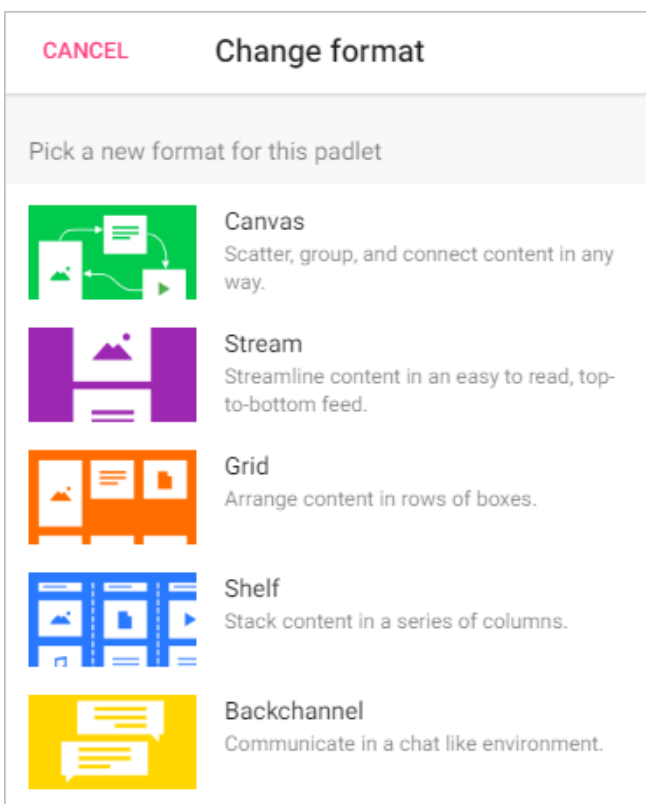 CANCEL Change format
Pick a new format for this padlet
Canvas
Scatter, group, and connect content in any
way.
Stream
Streamline content in an easy to read, top-
to-bottom feed.
Grid
Arrange content in rows of boxes.
Shelf
Stack content in a series of columns.
Backchannel
Communicate in a chat like environment.